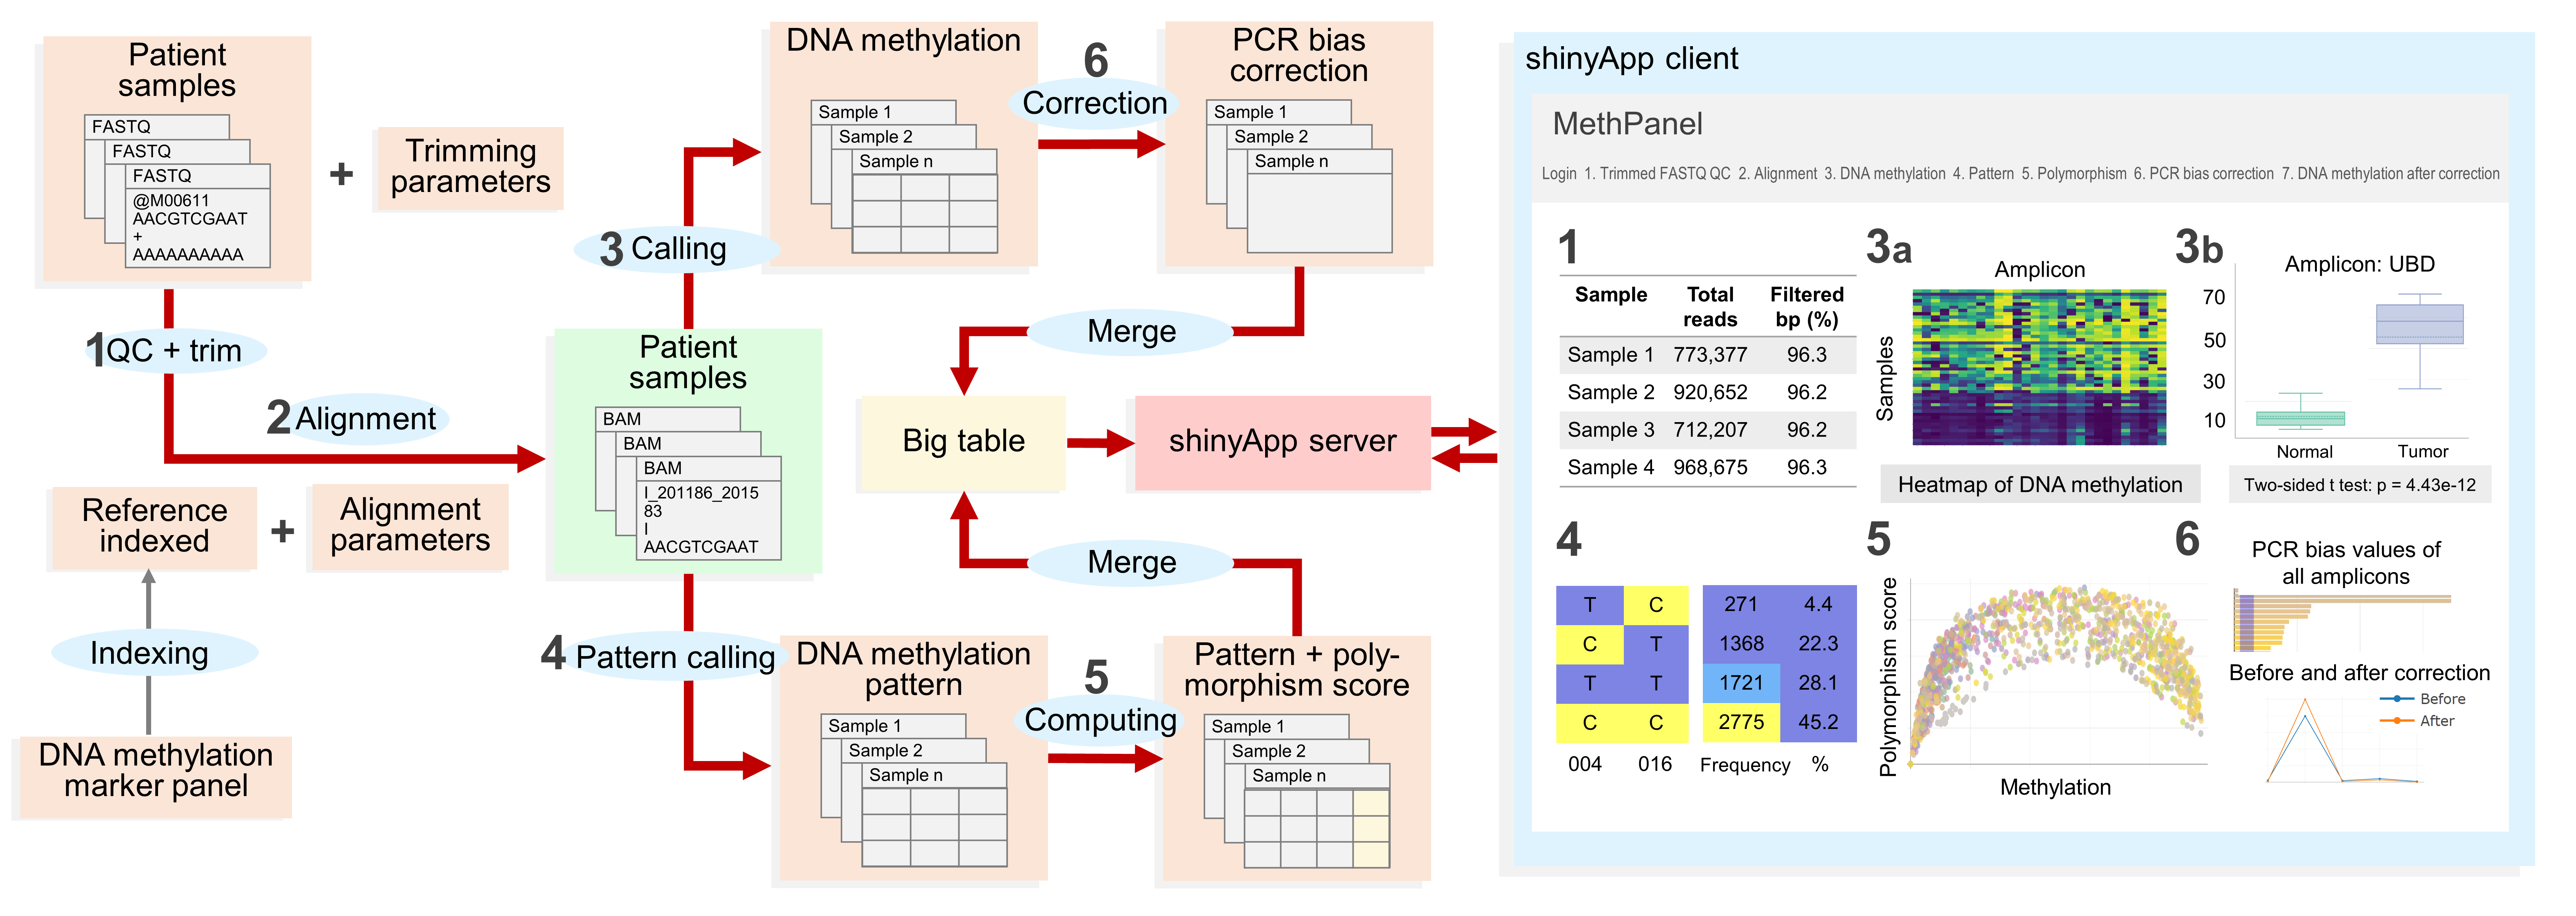 Patient
samples
FASTQ
FASTQ
FASTQ
@M00611
AACGTCGAAT
+
AAAAAAAAAA
+
Trimming
parameters
1 QC + trim
2 Alignment
Reference
indexed
+
Alignment
parameters
Indexing
DNA methylation
marker panel
3 Calling
Patient
samples
BAM
BAM
BAM
I_201186_2015
83
I
AACGTCGAAT
4 Pattern calling
DNA methylation
Sample 1
Sample 2
Sample n
6
Correction
PCR bias
correction
Sample 1
Sample 2
Sample n
Merge
Big table
shinyApp server
Merge
DNA methylation
pattern
Sample 1
Sample 2
Sample n
5
Computing
Pattern + poly-
morphism score
Sample 1
Sample 2
Sample n
shinyApp client
MethPanel
Login 1. Trimmed FASTQ QC 2. Alignment 3. DNA methylation 4. Pattern 5. Polymorphism 6. PCR bias correction 7. DNA methylation after correction
1
Sample Total reads Filtered bp (%)
Sample 1 773,377 96.3
Sample 2 920,652 96.2
Sample 3 712,207 96.2
Sample 4 968,675 96.3
3a
Amplicon
Samples
Heatmap of DNA methylation
3b
Amplicon: UBD
70
50
30
10
Normal Tumor
Two-sided t test: p = 4.43e-12
4
T C 271 4.4
C T 1368 22.3
T T 1721 28.1
C C 2775 45.2
004 016 Frequency %
5
Polymorphism score
Methylation
6
PCR bias values of
all amplicons
Before and after correction
Before
After